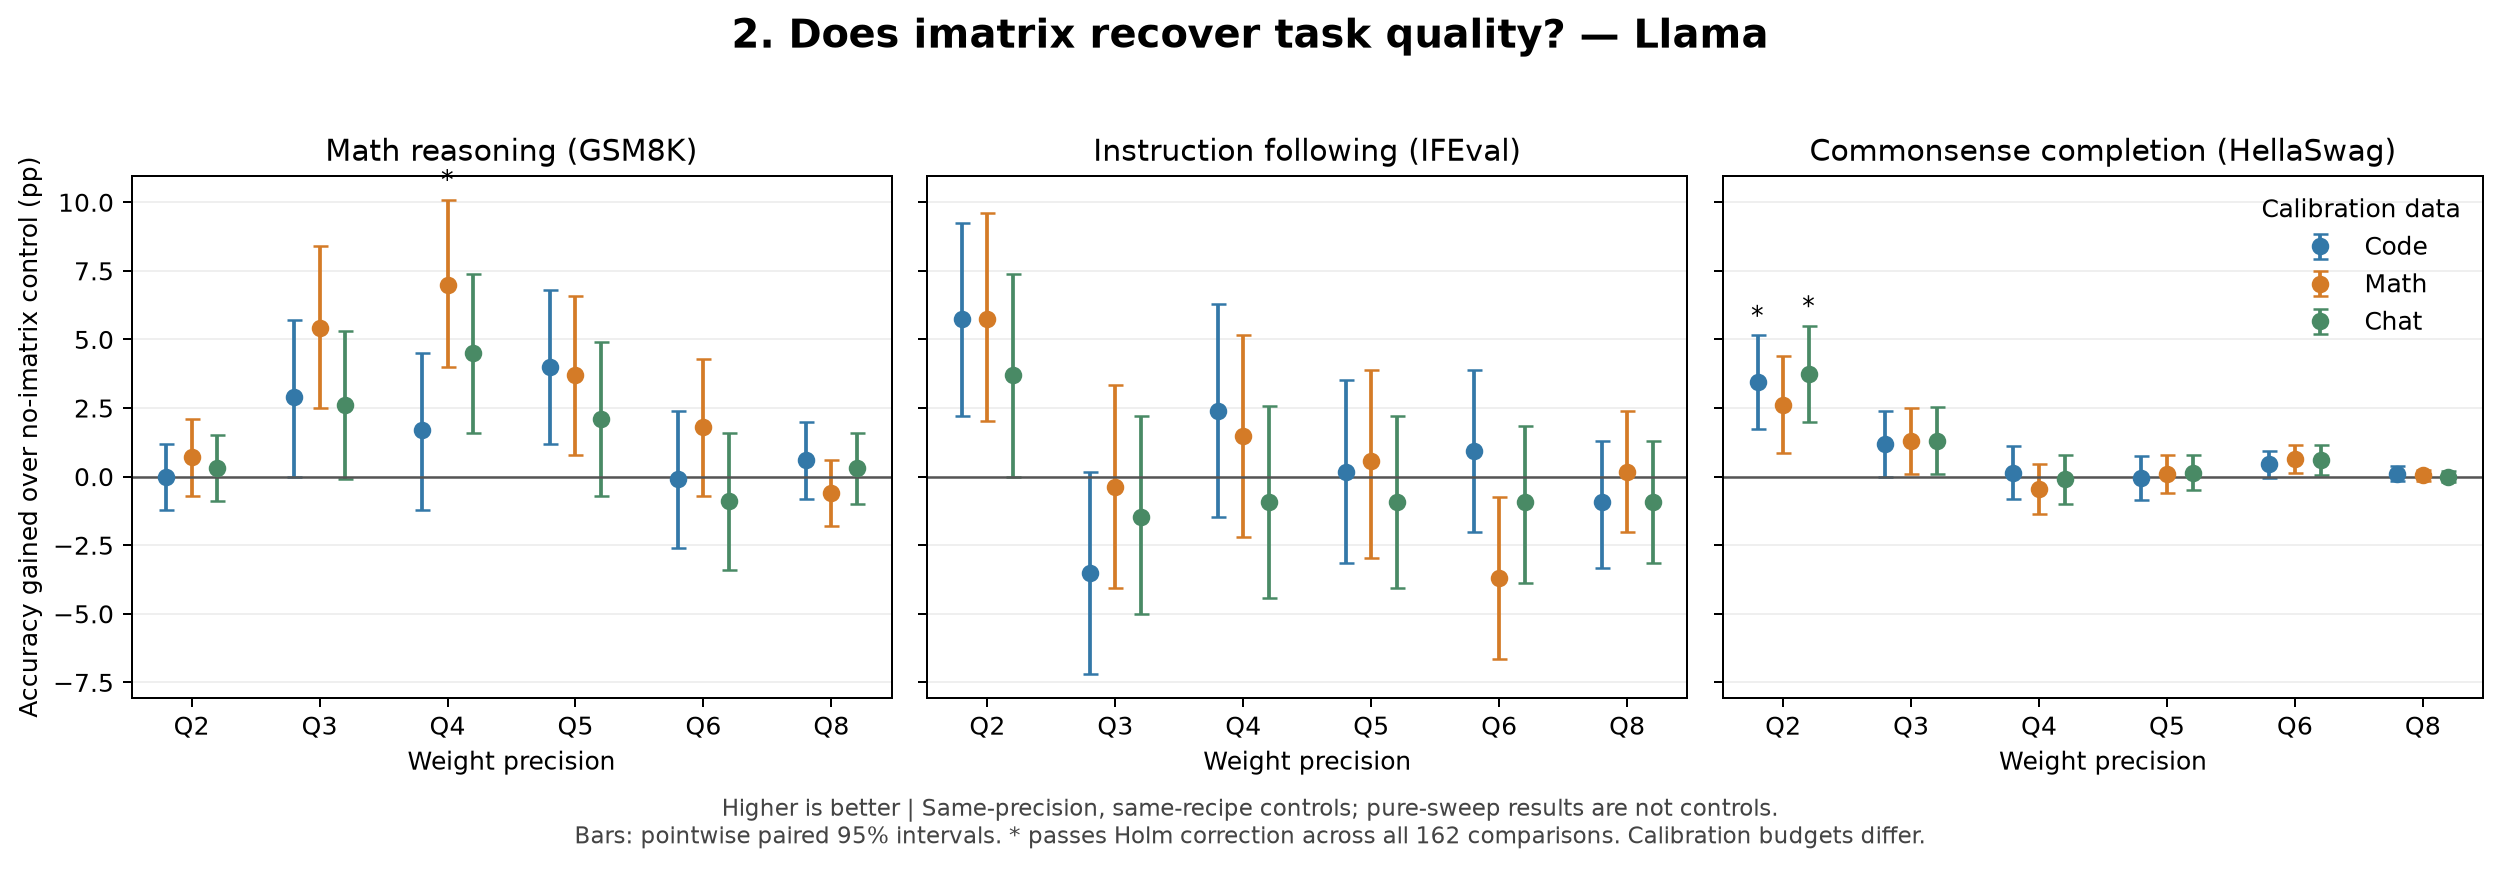 2. Does imatrix recover task quality? — Llama
Math reasoning (GSM8K)
Instruction following (IFEval)
Commonsense completion (HellaSwag)
Accuracy gained over no-imatrix control (pp)
10.0
7.5
5.0
2.5
0.0
−2.5
−5.0
−7.5
*
* *
Calibration data
Code
Math
Chat
Q2 Q3 Q4 Q5 Q6 Q8
Weight precision
Q2 Q3 Q4 Q5 Q6 Q8
Weight precision
Q2 Q3 Q4 Q5 Q6 Q8
Weight precision
Higher is better | Same-precision, same-recipe controls; pure-sweep results are not controls.
Bars: pointwise paired 95% intervals. * passes Holm correction across all 162 comparisons. Calibration budgets differ.